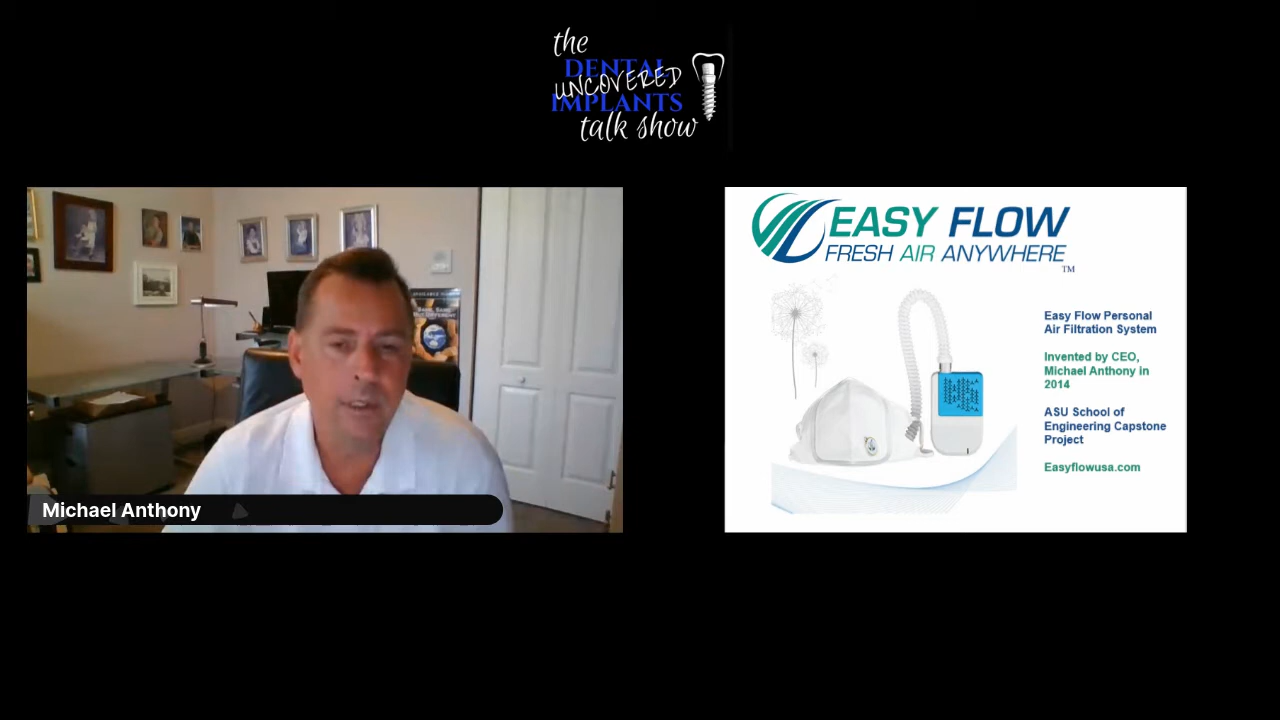 the
DENTAL
UNCOVERED
IMPLANTS
talk show
EASY FLOW
FRESH AIR ANYWHERE
TM
Easy Flow Personal
Air Filtration System
Invented by CEO,
Michael Anthony in
2014
ASU School of
Engineering Capstone
Project
Easyflowusa.com
Michael Anthony